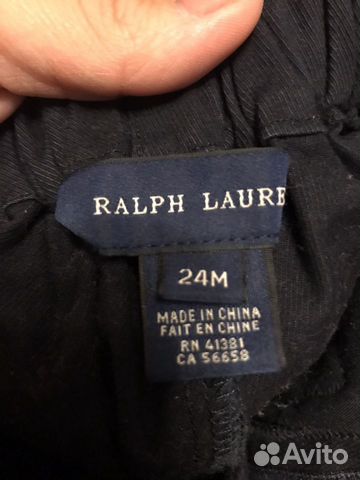 RALPH LAURE
24M
MADE IN CHINA
FAIT EN CHINE
RN 41381
CA 56658
Avito